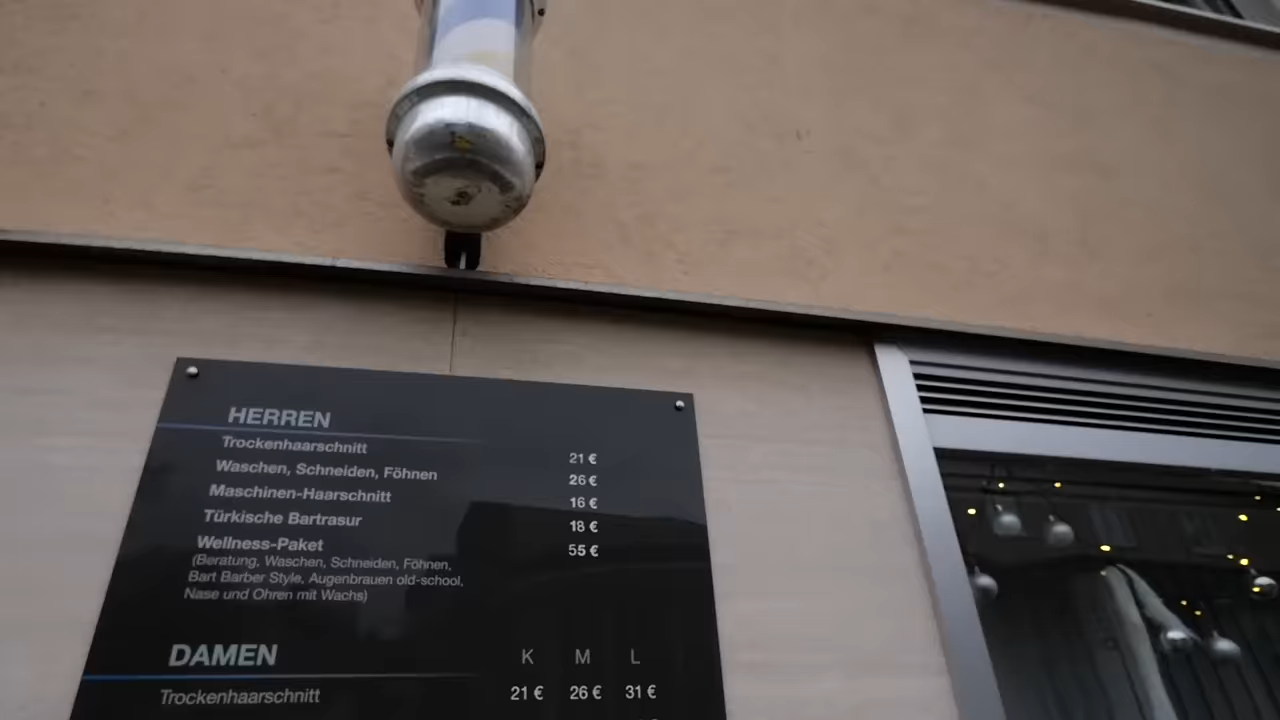 HERREN
Trockenhaarschnitt 21 €
Waschen, Schneiden, Föhnen 26 €
Maschinen-Haarschnitt 16 €
Türkische Bartrasur 18 €
Wellness-Paket 55 €
(Beratung, Waschen, Schneiden, Föhnen,
Bart Barber Style, Augenbrauen old-school,
Nase und Ohren mit Wachs)
DAMEN K M L
Trockenhaarschnitt 21 € 26 € 31 €